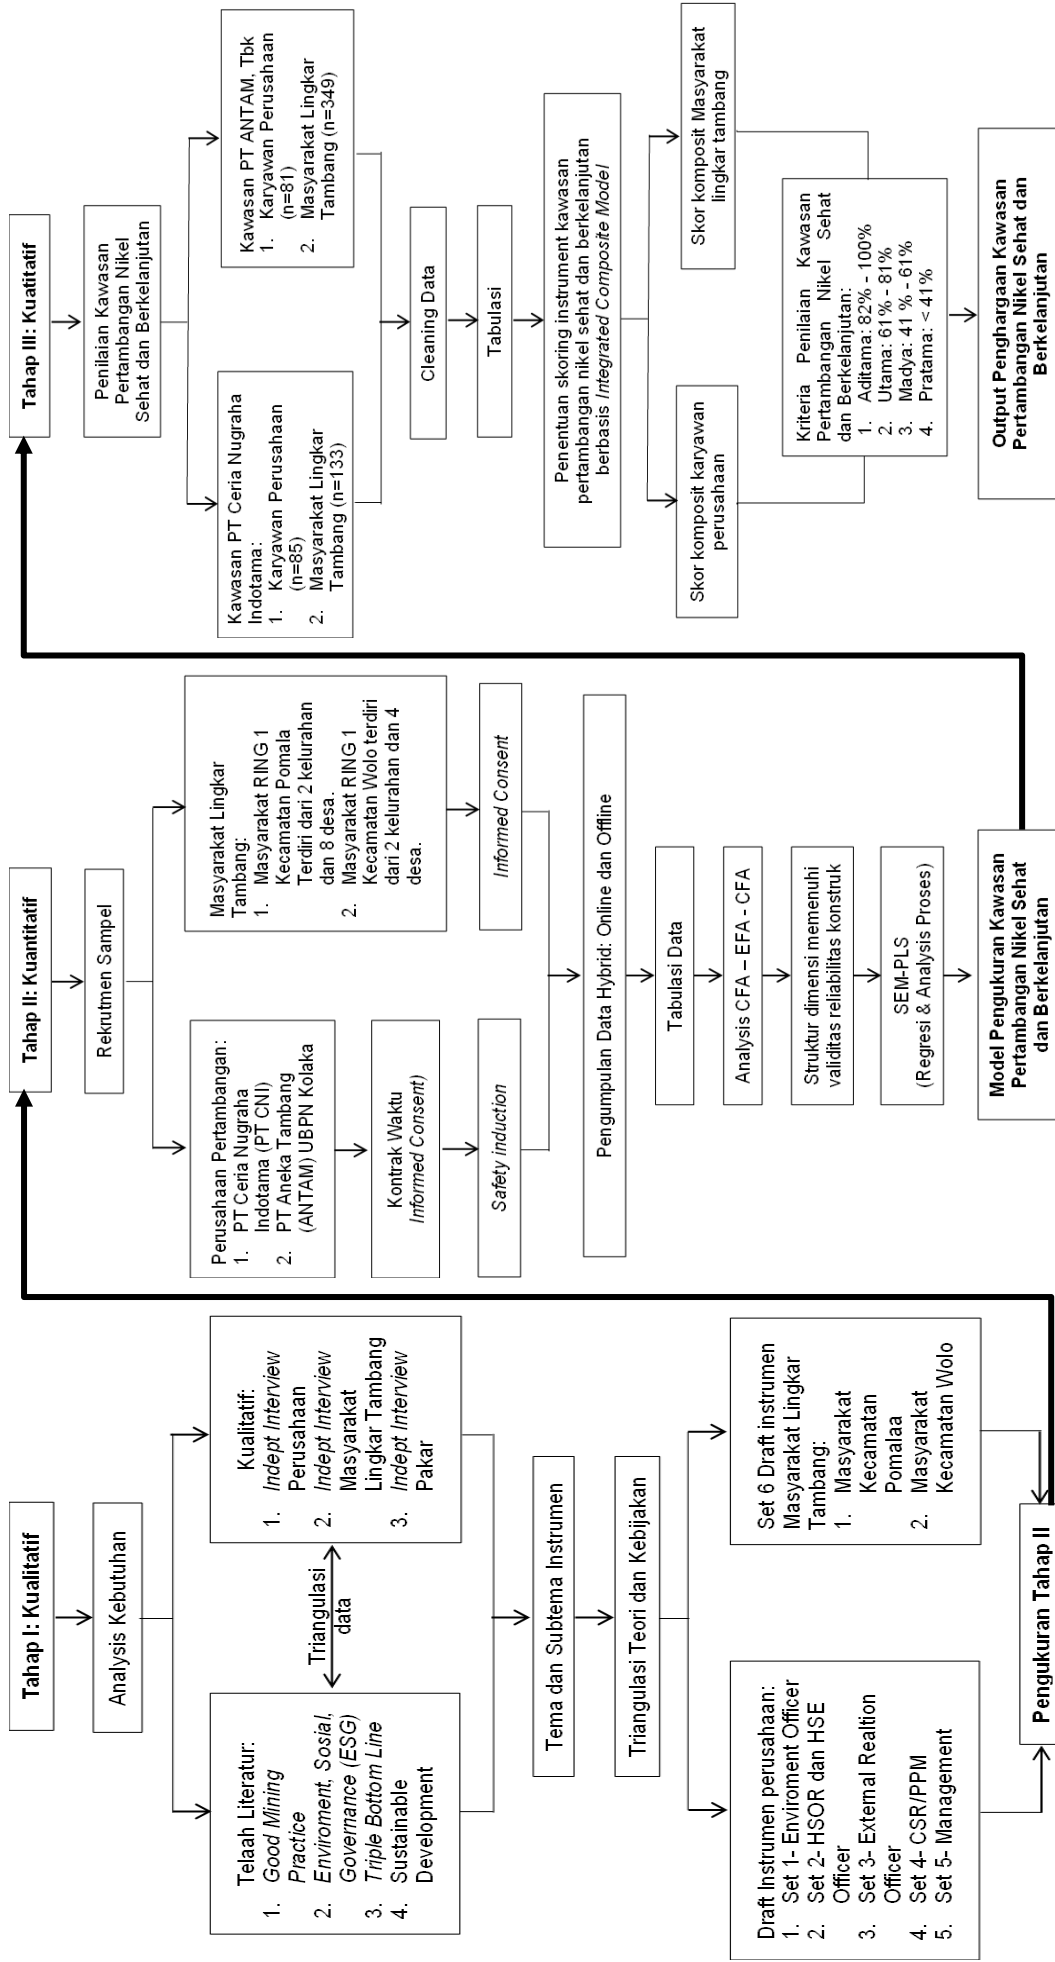 Tahap I: Kualitatif
Analysis Kebutuhan
Telaah Literatur:
1. Good Mining
Practice
2. Enviroment, Sosial,
Governance (ESG)
3. Triple Bottom Line
4. Sustainable
Development
Triangulasi
data
Kualitatif:
1. Indept Interview
Perusahaan
2. Indept Interview
Masyarakat
Lingkar Tambang
3. Indept Interview
Pakar
Tema dan Subtema Instrumen
Triangulasi Teori dan Kebijakan
Draft Instrumen perusahaan:
1. Set 1- Enviroment Officer
2. Set 2- HSOR dan HSE
Officer
3. Set 3- External Realtion
Officer
4. Set 4- CSR/PPM
5. Set 5- Management
Set 6 Draft instrumen
Masyarakat Lingkar
Tambang:
1. Masyarakat
Kecamatan
Pomalaa
2. Masyarakat
Kecamatan Wolo
Pengukuran Tahap II
Tahap II: Kuantitatif
Rekrutmen Sampel
Perusahaan Pertambangan:
1. PT Ceria Nugraha
Indotama (PT CNI)
2. PT Aneka Tambang
(ANTAM) UBPN Kolaka
Kontrak Waktu
Informed Consent)
Safety induction
Masyarakat Lingkar
Tambang:
1. Masyarakat RING 1
Kecamatan Pomala
Terdiri dari 2 kelurahan
dan 8 desa.
2. Masyarakat RING 1
Kecamatan Wolo terdiri
dari 2 kelurahan dan 4
desa.
Informed Consent
Pengumpulan Data Hybrid: Online dan Offline
Tabulasi Data
Analysis CFA – EFA - CFA
Struktur dimensi memenuhi
validitas reliabilitas konstruk
SEM-PLS
(Regresi & Analysis Proses)
Model Pengukuran Kawasan
Pertambangan Nikel Sehat
dan Berkelanjutan
Tahap III: Kuatitatif
Penilaian Kawasan
Pertambangan Nikel
Sehat dan Berkelanjutan
Kawasan PT Ceria Nugraha
Indotama:
1. Karyawan Perusahaan
(n=85)
2. Masyarakat Lingkar
Tambang (n=133)
Kawasan PT ANTAM, Tbk
1. Karyawan Perusahaan
(n=81)
2. Masyarakat Lingkar
Tambang (n=349)
Cleaning Data
Tabulasi
Penentuan skoring instrument kawasan
pertambangan nikel sehat dan berkelanjutan
berbasis Integrated Composite Model
Skor komposit karyawan
perusahaan
Skor komposit Masyarakat
lingkar tambang
Kriteria Penilaian Kawasan
Pertambangan Nikel Sehat
dan Berkelanjutan:
1. Aditama: 82% - 100%
2. Utama: 61% - 81%
3. Madya: 41 % - 61%
4. Pratama: < 41%
Output Penghargaan Kawasan
Pertambangan Nikel Sehat dan
Berkelanjutan